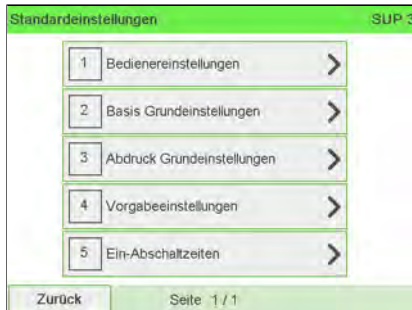 Standardeinstellungen SUP 3
1 Bedienereinstellungen
2 Basis Grundeinstellungen
3 Abdruck Grundeinstellungen
4 Vorgabeeinstellungen
5 Ein-Abschaltzeiten
Zurück Seite 1/1